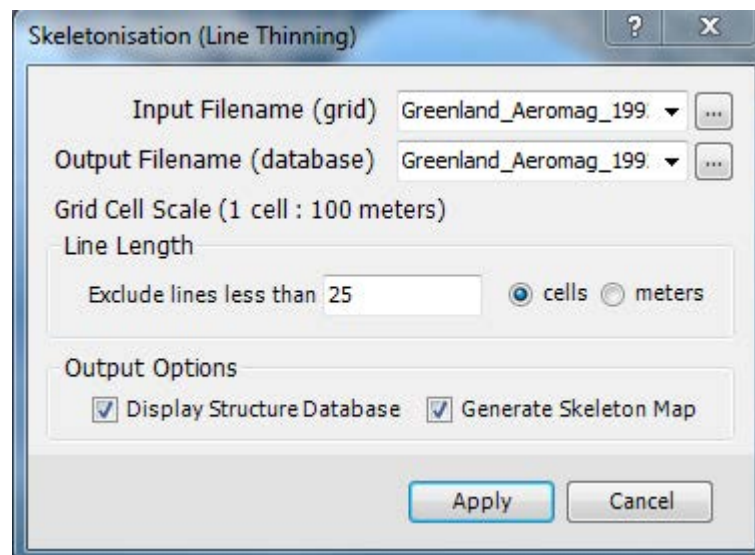 Skeletonisation (Line Thinning)
? X
Input Filename (grid) Greenland_Aeromag_199 ...
Output Filename (database) Greenland_Aeromag_199 ...
Grid Cell Scale (1 cell : 100 meters)
Line Length
Exclude lines less than 25 cells meters
Output Options
Display Structure Database Generate Skeleton Map
Apply Cancel